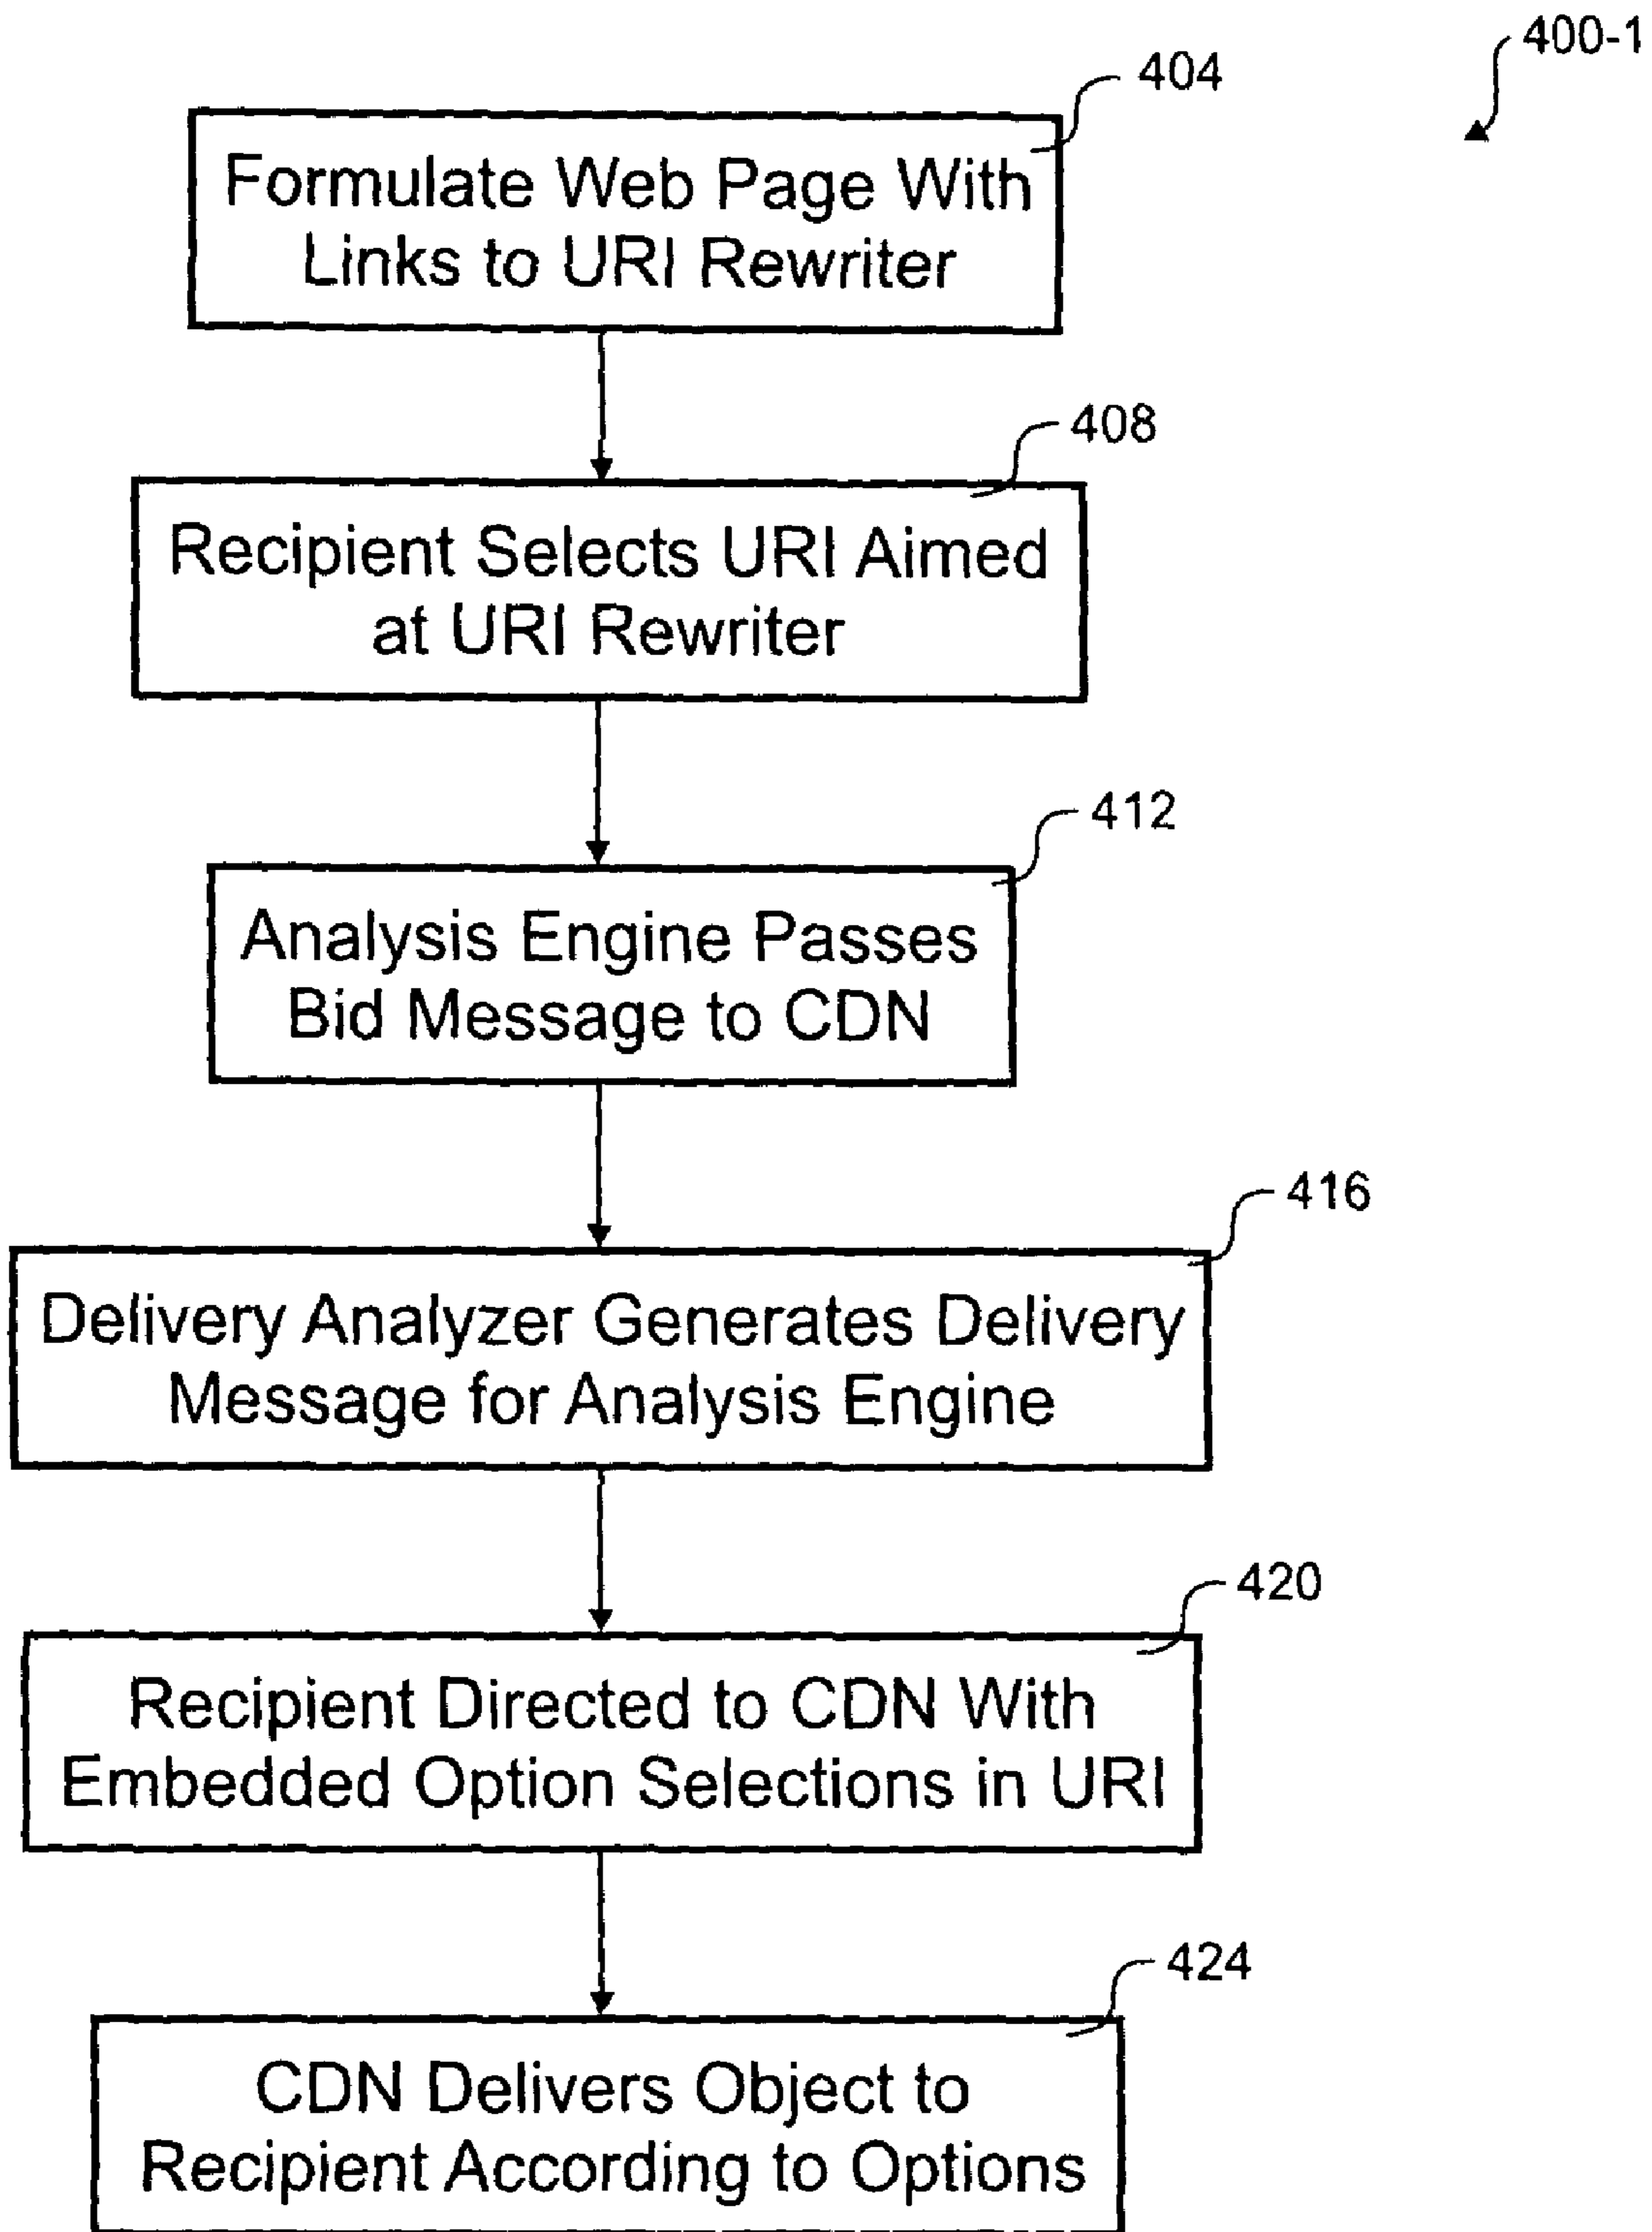 400-1
404
Formulate Web Page With
Links to URI Rewriter
408
Recipient Selects URI Aimed
at URI Rewriter
412
Analysis Engine Passes
Bid Message to CDN
416
Delivery Analyzer Generates Delivery
Message for Analysis Engine
420
Recipient Directed to CDN With
Embedded Option Selections in URI
424
CDN Delivers Object to
Recipient According to Options